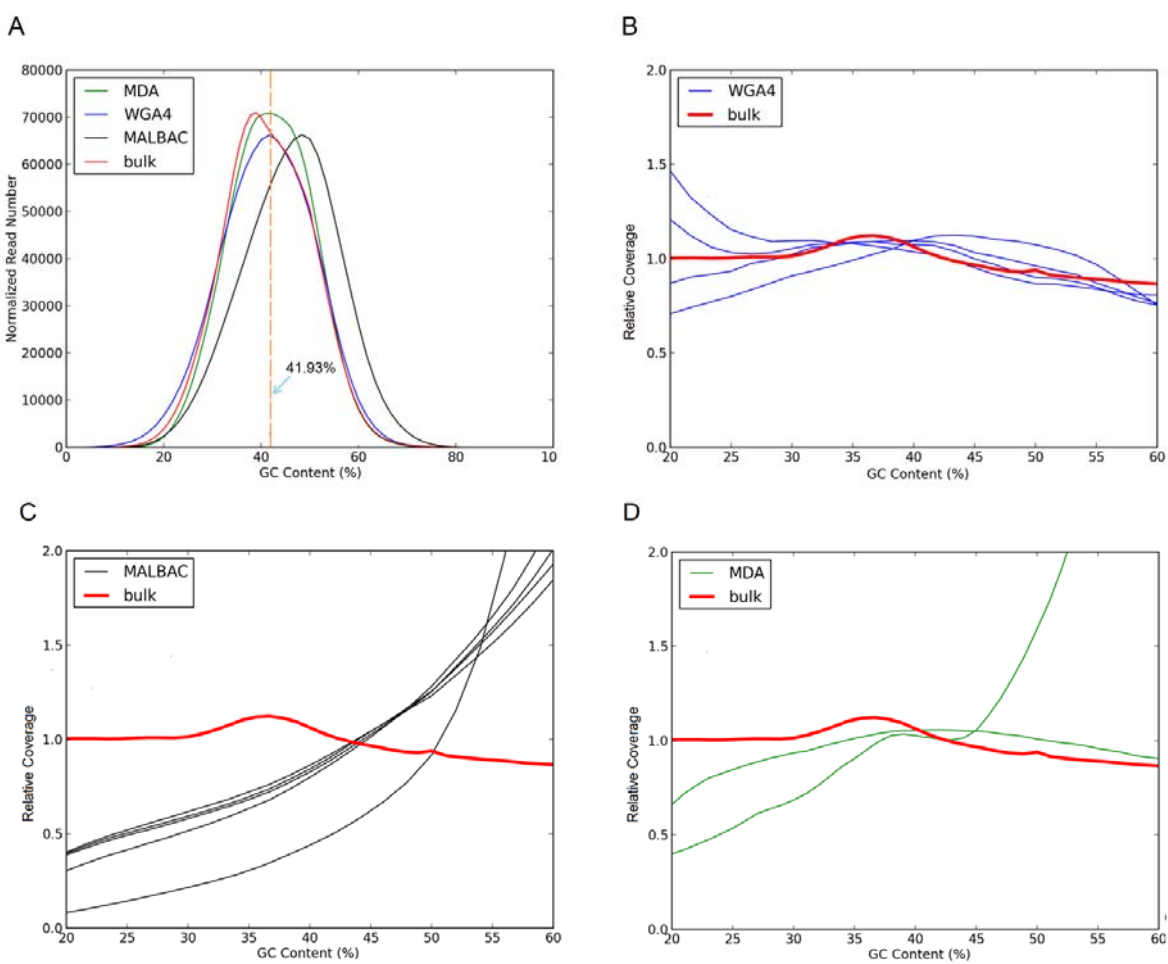 A
Normalized Read Number
80000
70000
60000
50000
40000
30000
20000
10000
0
MDA
WGA4
MALBAC
bulk
41.93%
0 20 40 60 80 10
GC Content (%)
B
Relative Coverage
2.0
1.5
1.0
0.5
0.0
WGA4
bulk
20 25 30 35 40 45 50 55 60
GC Content (%)
C
Relative Coverage
2.0
1.5
1.0
0.5
0.0
MALBAC
bulk
20 25 30 35 40 45 50 55 60
GC Content (%)
D
Relative Coverage
2.0
1.5
1.0
0.5
0.0
MDA
bulk
20 25 30 35 40 45 50 55 60
GC Content (%)